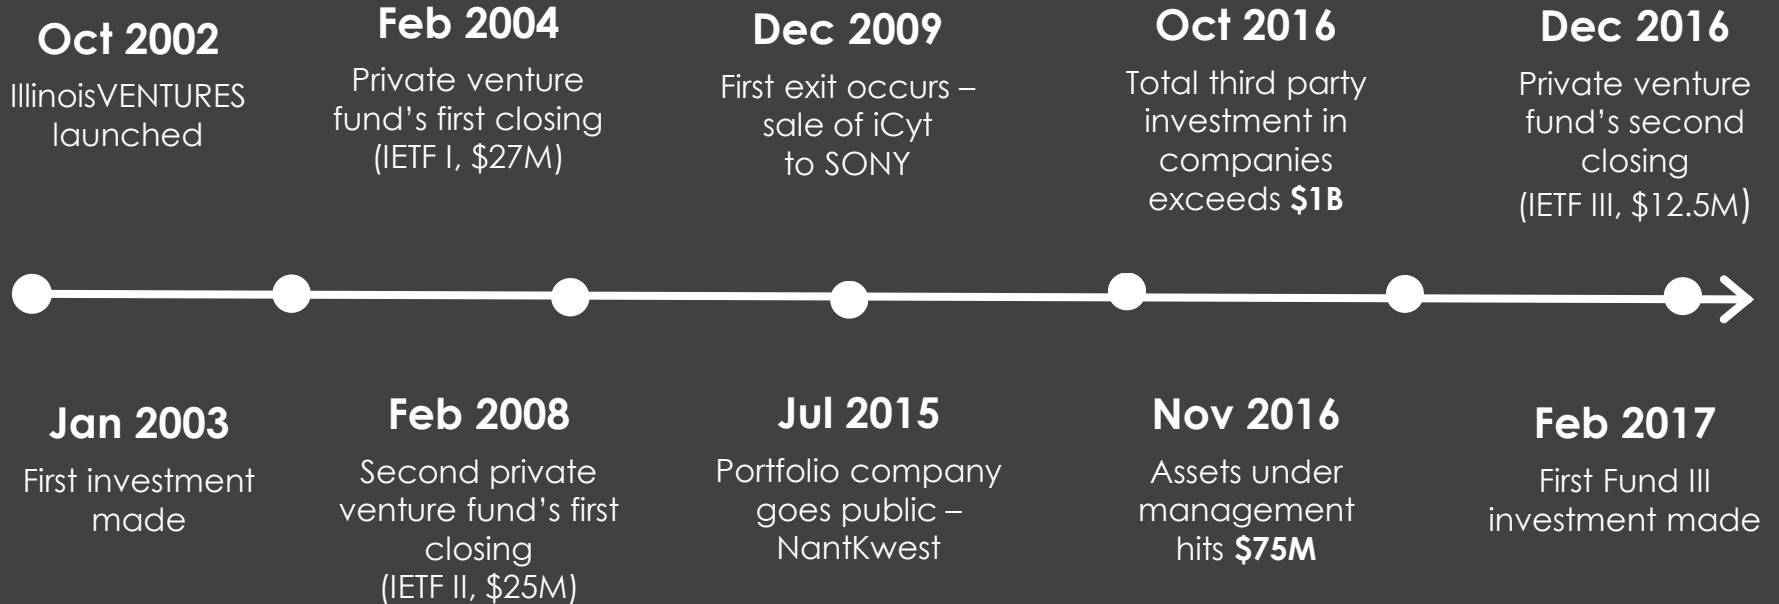 Oct 2002
IllinoisVENTURES
launched
Feb 2004
Private venture
fund’s first closing
(IETF I, $27M)
Dec 2009
First exit occurs –
sale of iCyt
to SONY
Oct 2016
Total third party
investment in
companies
exceeds $1B
Dec 2016
Private venture
fund’s second
closing
(IETF III, $12.5M)
Jan 2003
First investment
made
Feb 2008
Second private
venture fund’s first
closing
(IETF II, $25M)
Jul 2015
Portfolio company
goes public –
NantKwest
Nov 2016
Assets under
management
hits $75M
Feb 2017
First Fund III
investment made